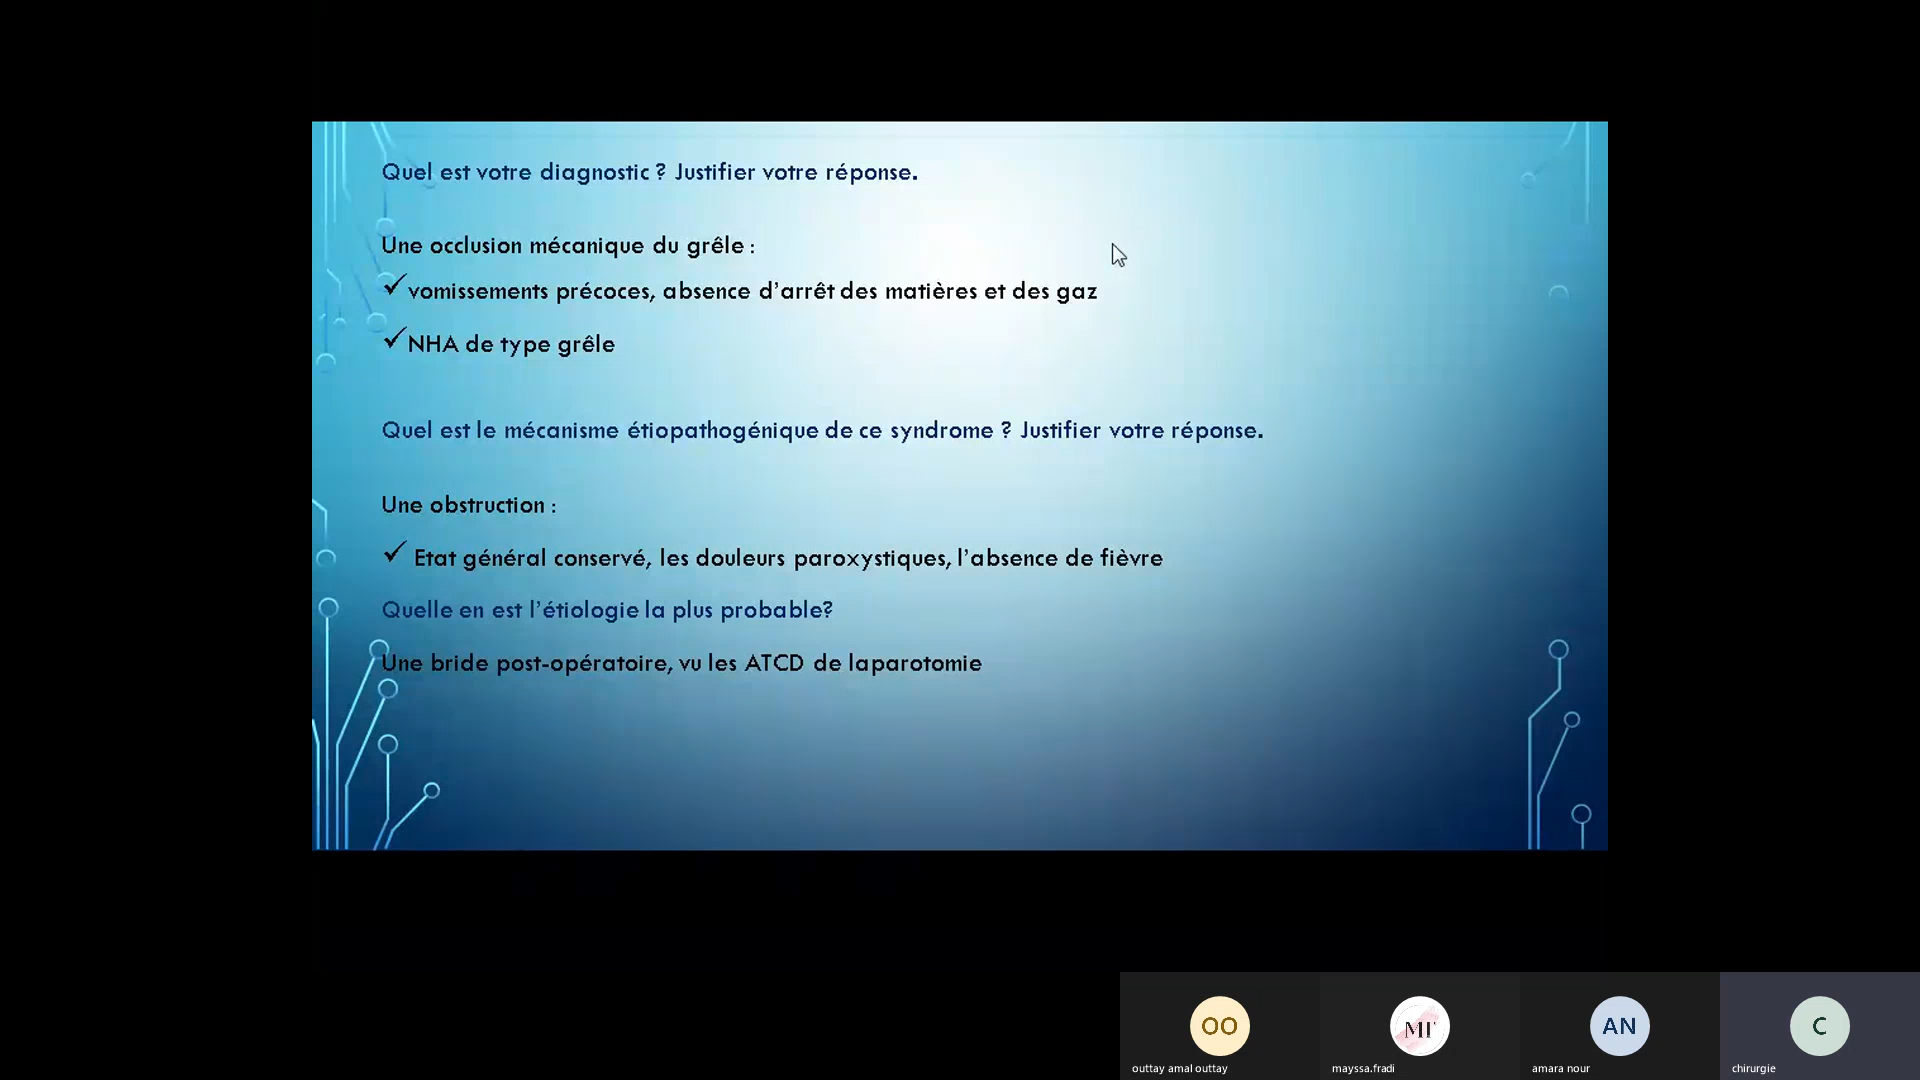 Quel est votre diagnostic ? Justifier votre réponse.
Une occlusion mécanique du grêle :
✓vomissements précoces, absence d'arrêt des matières et des gaz
✓NHA de type grêle
Quel est le mécanisme étiopathogénique de ce syndrome ? Justifier votre réponse.
Une obstruction :
✓ Etat général conservé, les douleurs paroxystiques, l'absence de fièvre
Quelle en est l'étiologie la plus probable?
Une bride post-opératoire, vu les ATCD de laparotomie
OO
MF
AN
C
outtay amal outtay
mayssa.fradi
amara nour
chirurgie